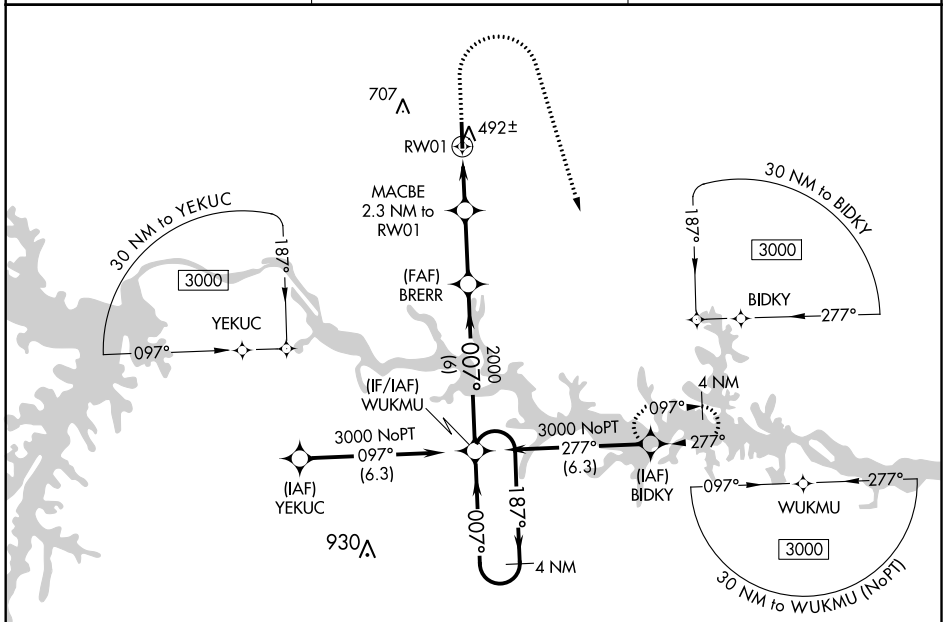 707
492±
RW01
MACBE
2.3 NM to
RW01
30 NM to YEKUC
187°
3000
YEKUC
097°
(FAF)
BRERR
30 NM to BIDKY
187°
3000
BIDKY
277°
2000
007°
(6)
(IF/IAF)
WUKMU
4 NM
097°
277°
3000 NoPT
097°
(6.3)
3000 NoPT
277°
(6.3)
(IAF)
YEKUC
(IAF)
BIDKY
097°
277°
WUKMU
3000
30 NM to WUKMU (NoPT)
187°
007°
4 NM
930